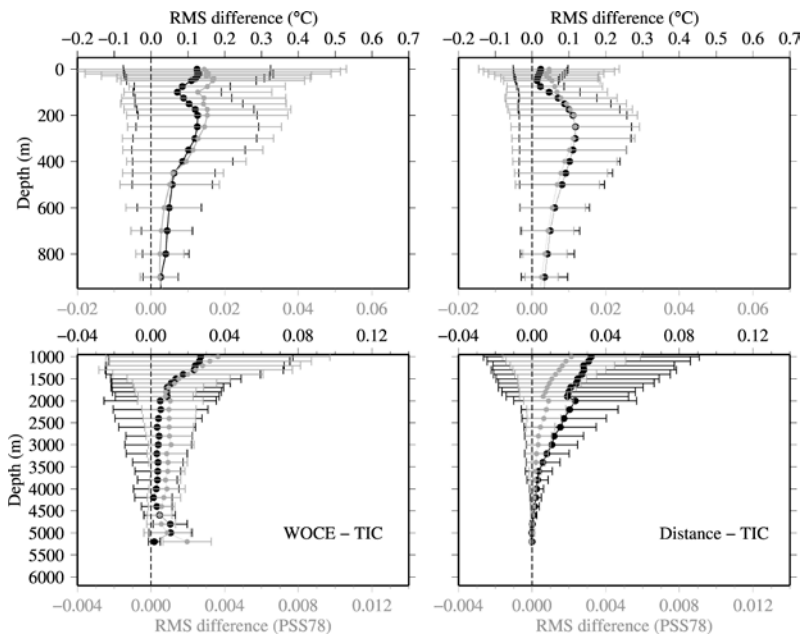 RMS difference (°C)
RMS difference (°C)
−0.2 −0.1 0.0 0.1 0.2 0.3 0.4 0.5 0.6 0.7
−0.2 −0.1 0.0 0.1 0.2 0.3 0.4 0.5 0.6 0.7
Depth (m)
0
200
400
600
800
−0.02 0.00 0.02 0.04 0.06
−0.02 0.00 0.02 0.04 0.06
−0.04 0.00 0.04 0.08 0.12
−0.04 0.00 0.04 0.08 0.12
Depth (m)
1000
1500
2000
2500
3000
3500
4000
4500
5000
5500
6000
WOCE − TIC
Distance − TIC
−0.004 0.000 0.004 0.008 0.012
−0.004 0.000 0.004 0.008 0.012
RMS difference (PSS78)
RMS difference (PSS78)